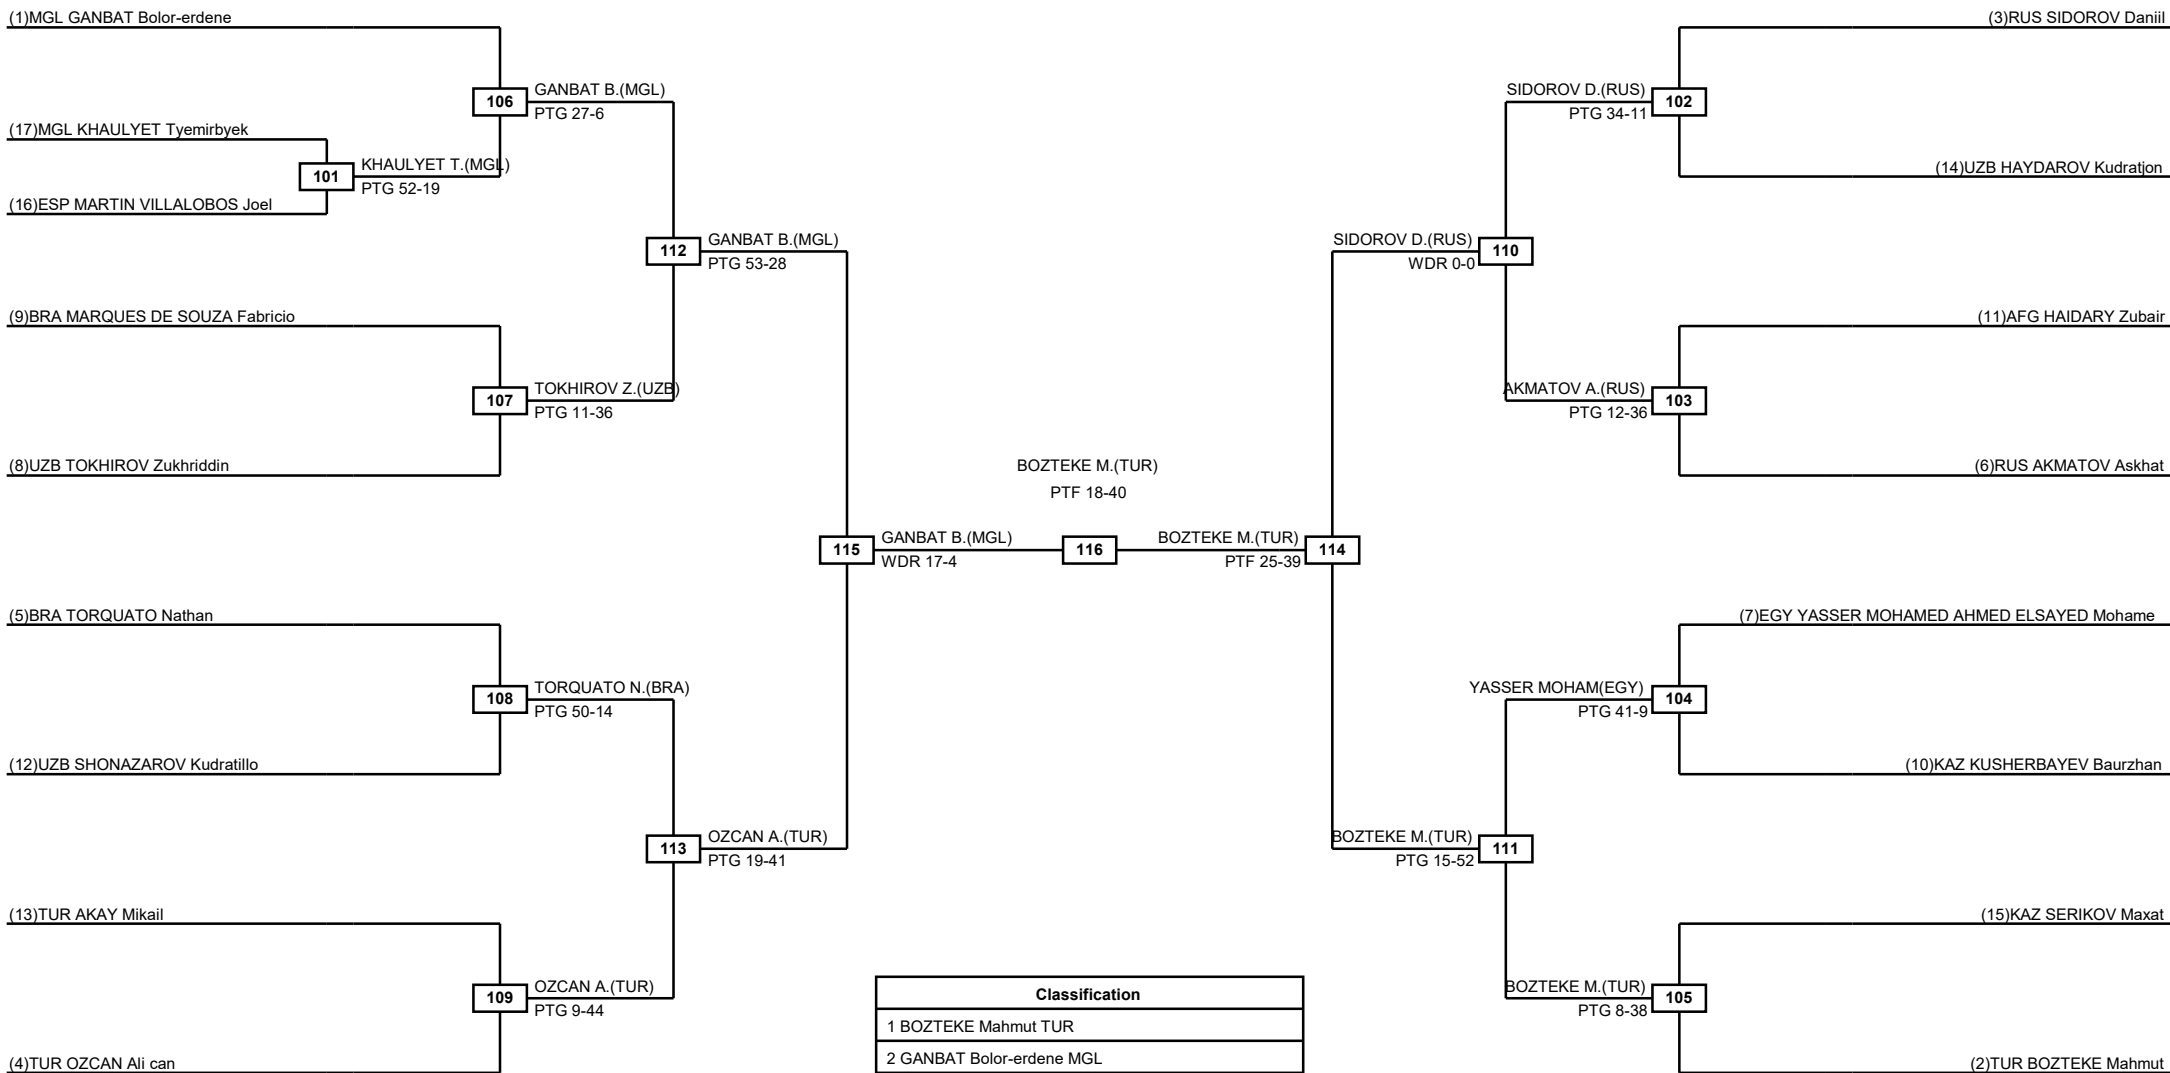 (1)MGL GANBAT Bolor-erdene
(3)RUS SIDOROV Daniil
106
GANBAT B.(MGL)
PTG 27-6
SIDOROV D.(RUS)
PTG 34-11
102
(17)MGL KHAULYET Tyemirbyek
101
KHAULYET T.(MGL)
PTG 52-19
(14)UZB HAYDAROV Kudratjon
(16)ESP MARTIN VILLALOBOS Joel
112
GANBAT B.(MGL)
PTG 53-28
SIDOROV D.(RUS)
WDR 0-0
110
(9)BRA MARQUES DE SOUZA Fabricio
(11)AFG HAIDARY Zubair
107
TOKHIROV Z.(UZB)
PTG 11-36
AKMATOV A.(RUS)
PTG 12-36
103
(8)UZB TOKHIROV Zukhriddin
BOZTEKE M.(TUR)
PTF 18-40
(6)RUS AKMATOV Askhat
115
GANBAT B.(MGL)
WDR 17-4
116
BOZTEKE M.(TUR)
PTF 25-39
114
(5)BRA TORQUATO Nathan
(7)EGY YASSER MOHAMED AHMED ELSAYED Mohame
108
TORQUATO N.(BRA)
PTG 50-14
YASSER MOHAM(EGY)
PTG 41-9
104
(12)UZB SHONAZAROV Kudratillo
(10)KAZ KUSHERBAYEV Baurzhan
113
OZCAN A.(TUR)
PTG 19-41
BOZTEKE M.(TUR)
PTG 15-52
111
(13)TUR AKAY Mikail
(15)KAZ SERIKOV Maxat
109
OZCAN A.(TUR)
PTG 9-44
BOZTEKE M.(TUR)
PTG 8-38
105
(4)TUR OZCAN Ali can
(2)TUR BOZTEKE Mahmut
Classification
1 BOZTEKE Mahmut TUR
2 GANBAT Bolor-erdene MGL